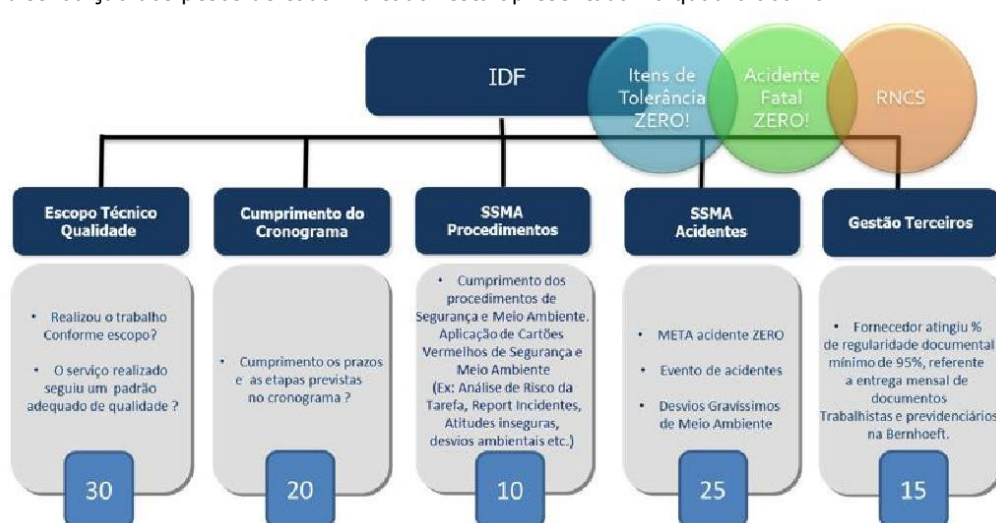 IDF
Itens de
Tolerância
ZERO!
Acidente
Fatal
ZERO!
RNCS
Escopo Técnico
Qualidade
• Realizou o trabalho
Conforme escopo?
• O serviço realizado
seguiu um padrão
adequado de qualidade ?
30
Cumprimento do
Cronograma
• Cumprimento os prazos
e as etapas previstas
no cronograma ?
20
SSMA
Procedimentos
• Cumprimento dos
procedimentos de
Segurança e Meio Ambiente.
Aplicação de Cartões
Vermelhos de Segurança e
Meio Ambiente
(Ex: Análise de Risco da
Tarefa, Report Incidentes,
Atitudes inseguras,
desvios ambientais etc.)
10
SSMA
Acidentes
• META acidente ZERO
• Evento de acidentes
• Desvios Gravíssimos
de Meio Ambiente
25
Gestão Terceiros
• Fornecedor atingiu %
de regularidade documental
mínimo de 95%, referente
a entrega mensal de
documentos
Trabalhistas e previdenciários
na Bernhoeft.
15